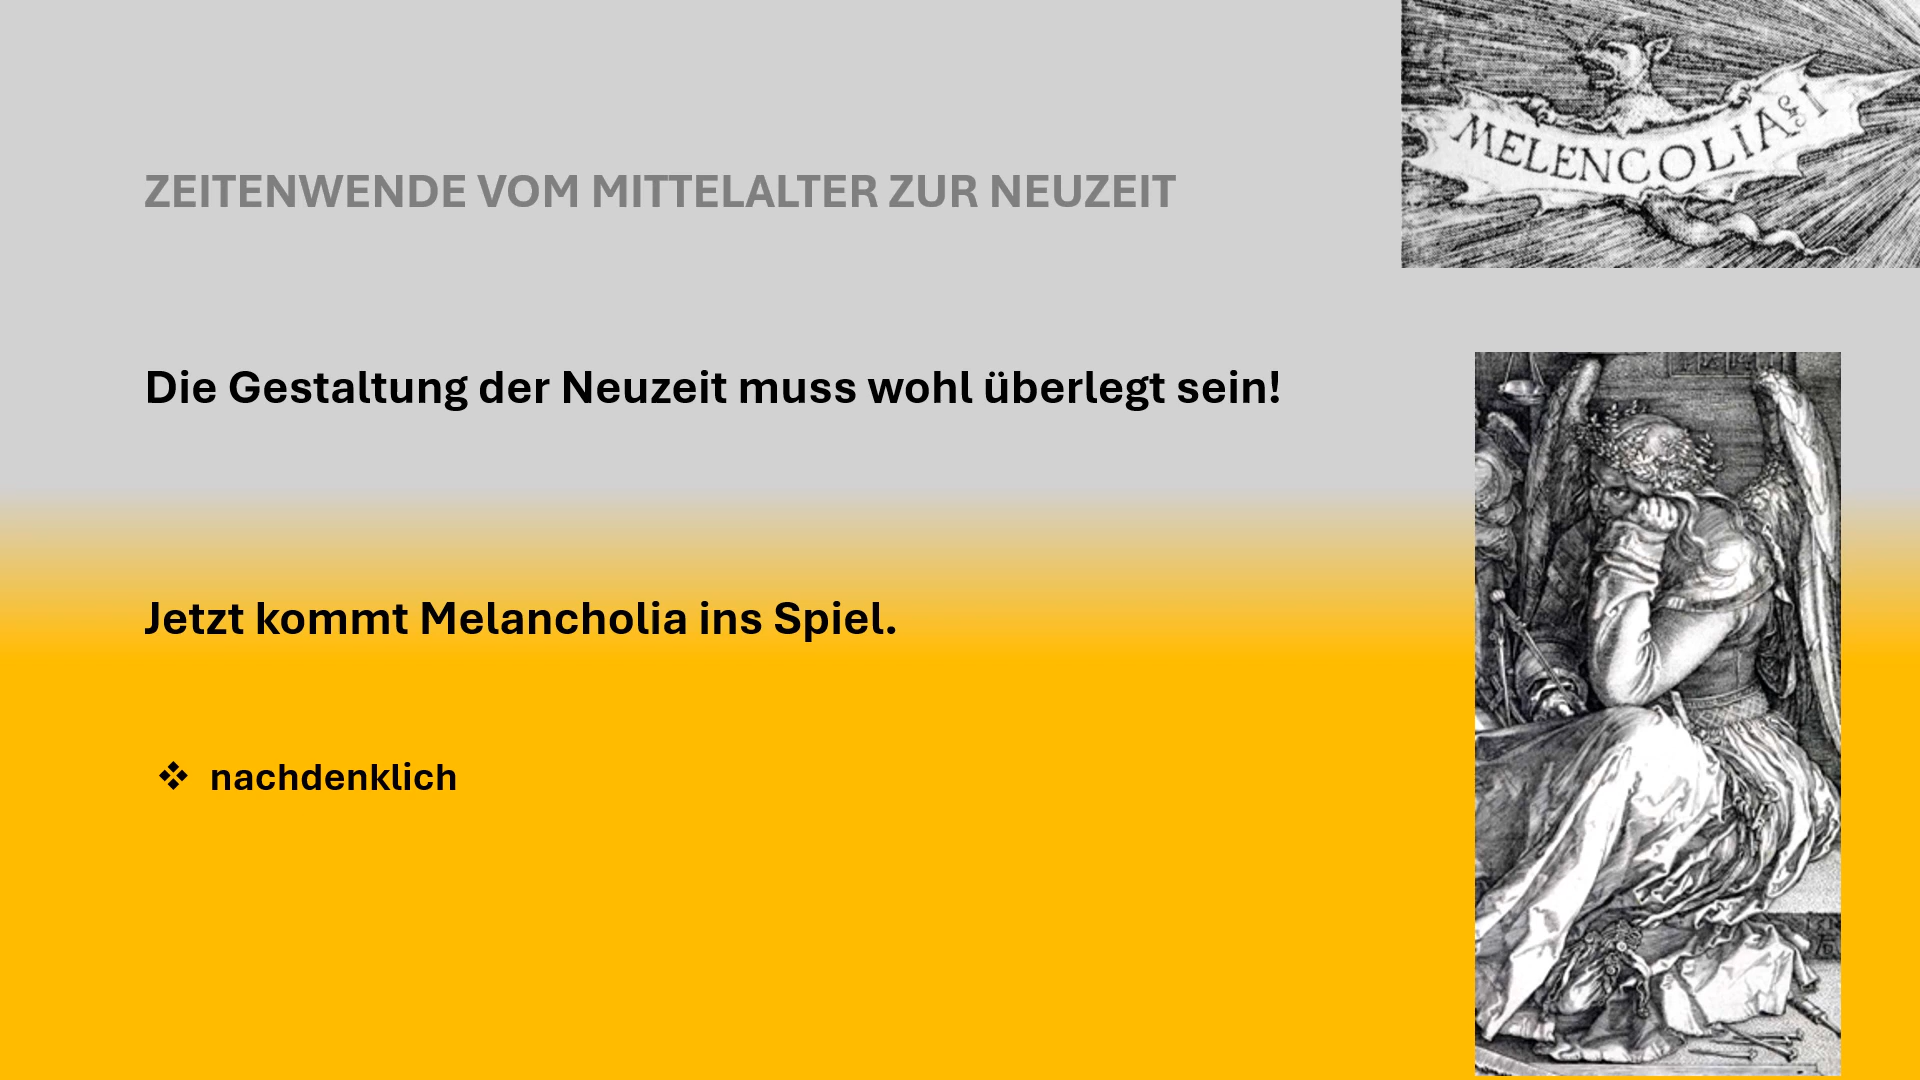 MELENCOLIA § I
ZEITENWENDE VOM MITTELALTER ZUR NEUZEIT
Die Gestaltung der Neuzeit muss wohl überlegt sein!
Jetzt kommt Melancholia ins Spiel.
❖ nachdenklich